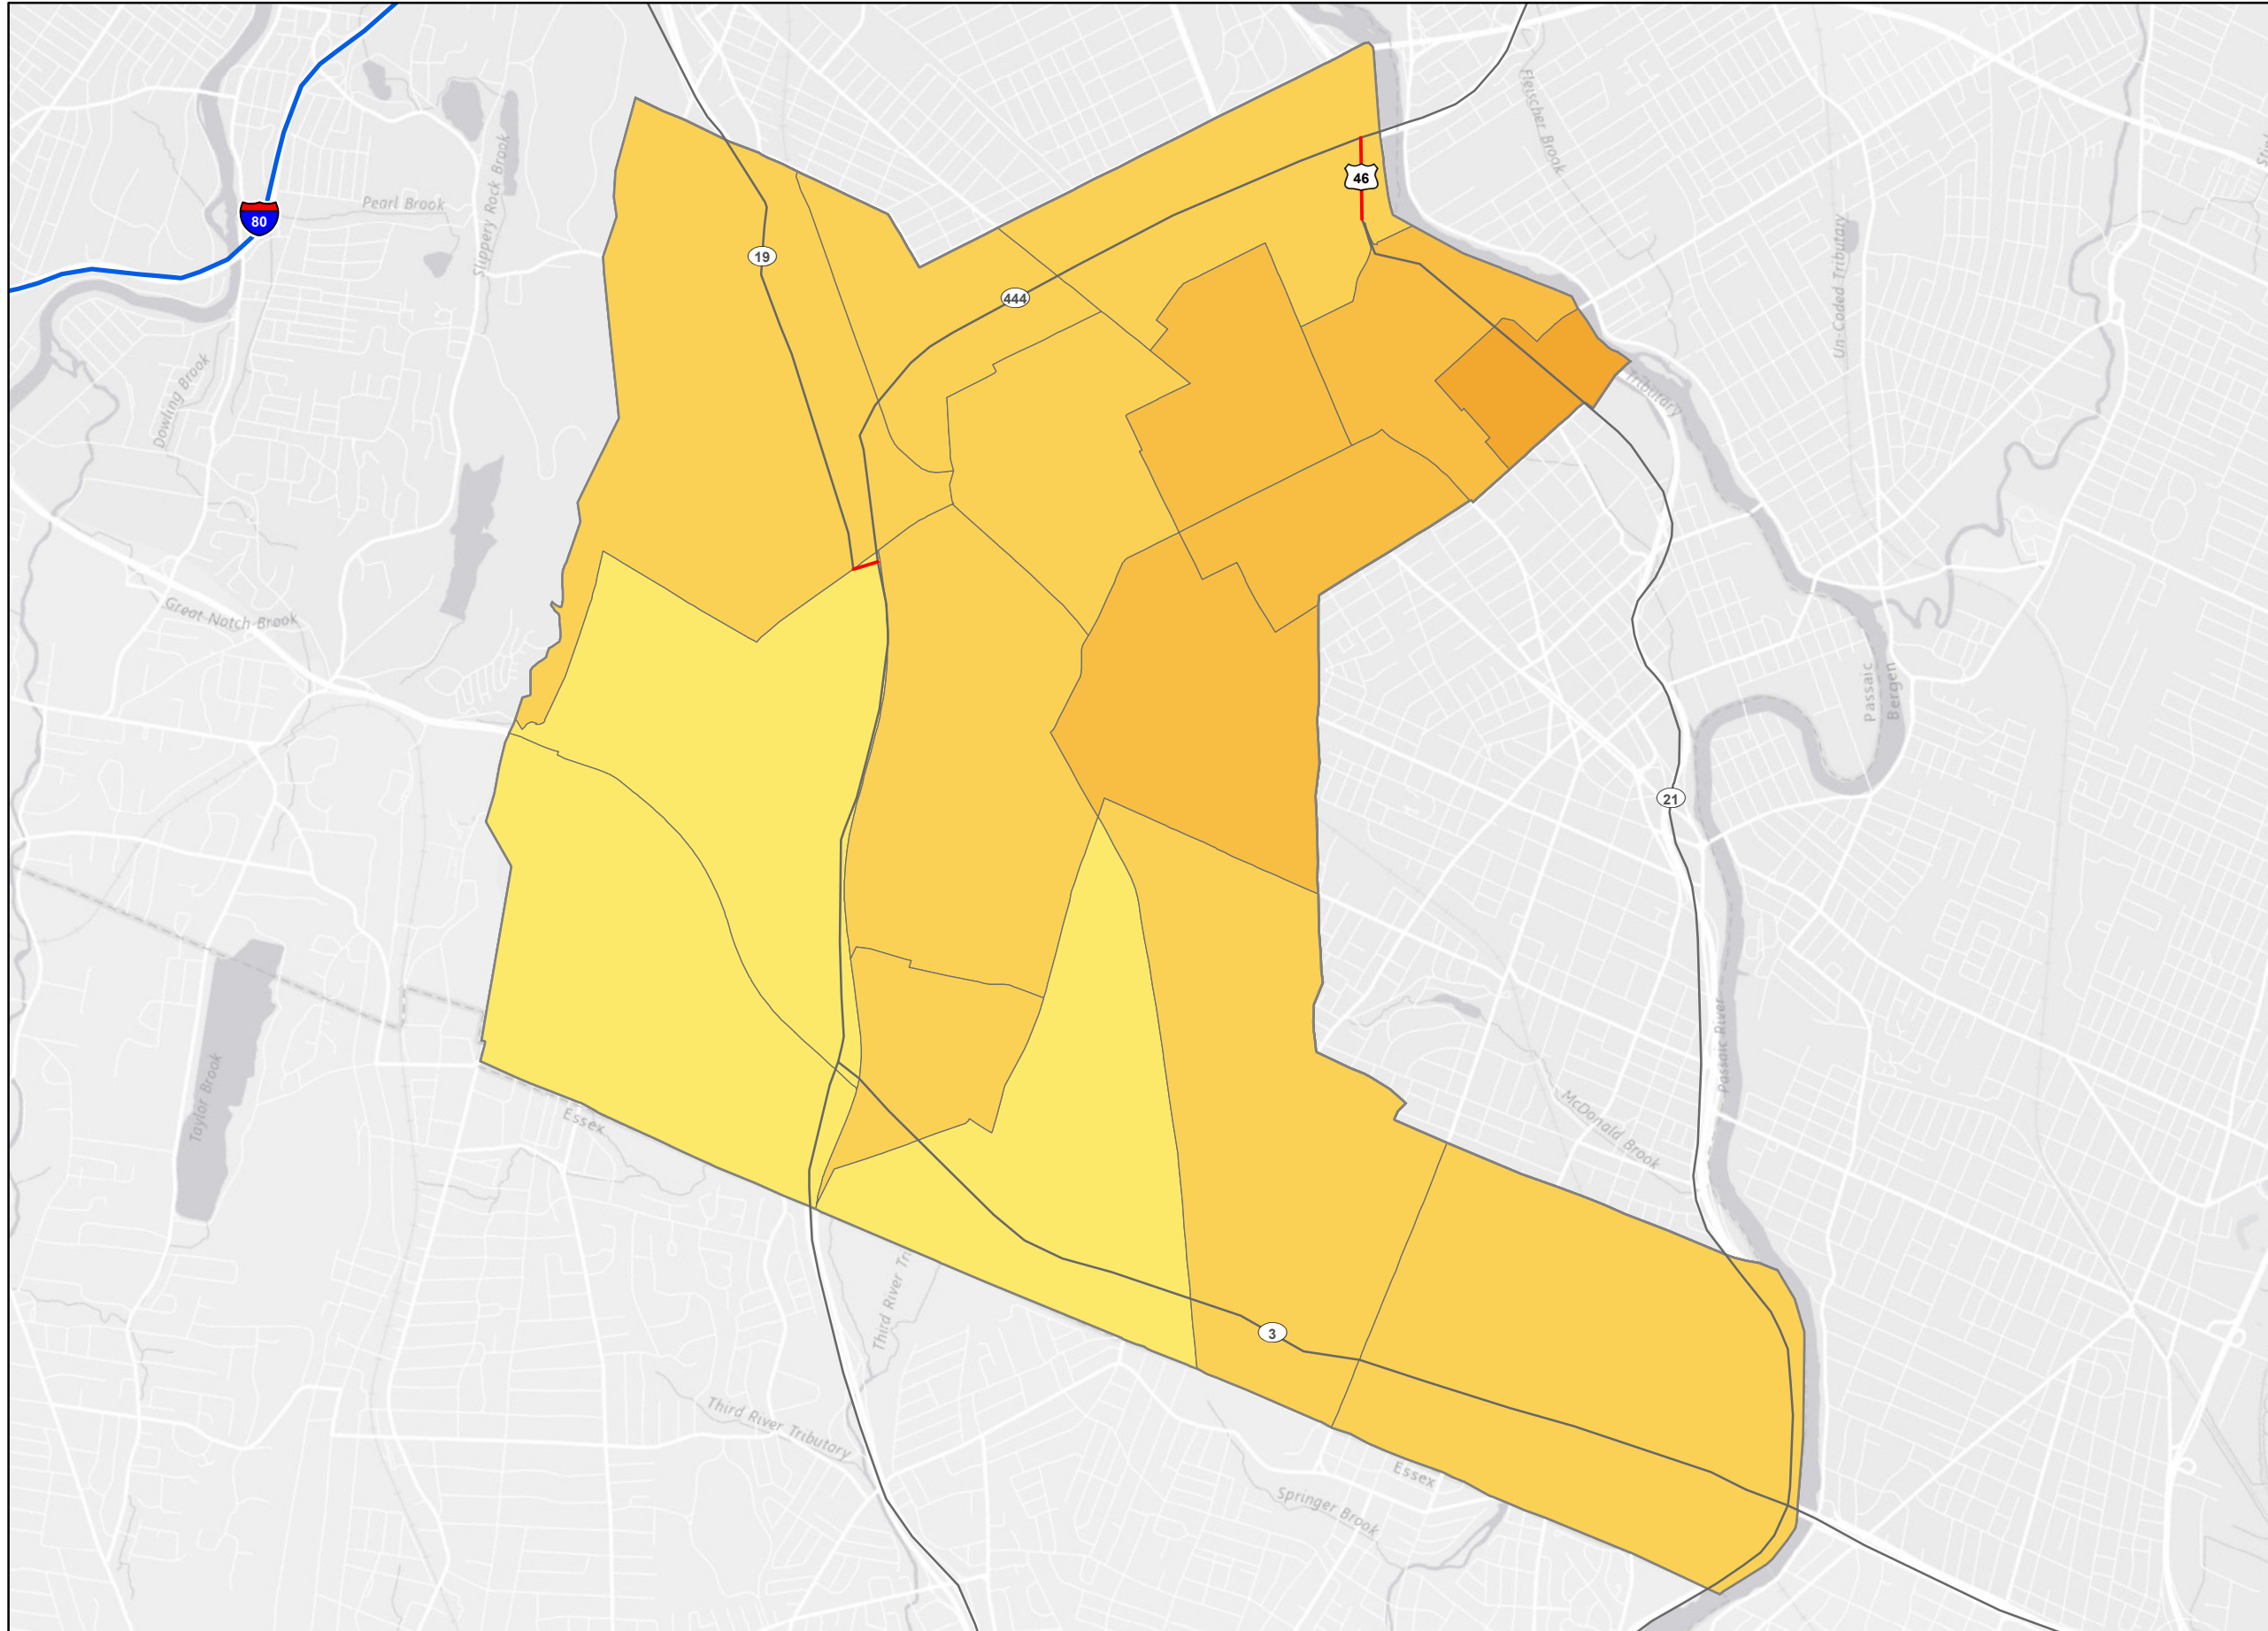 Fleischer Brook
Slippery Rock Brook
46
Pearl Brook
80
Un-Coded Tributary
19
444
Dowling Brook
Tributary
Great Notch Brook
Passaic
Bergen
21
Passaic River
Taylor Brook
McDonald Brook
Essex
Third River Tri
3
Third River Tributary
Essex
Springer Brook